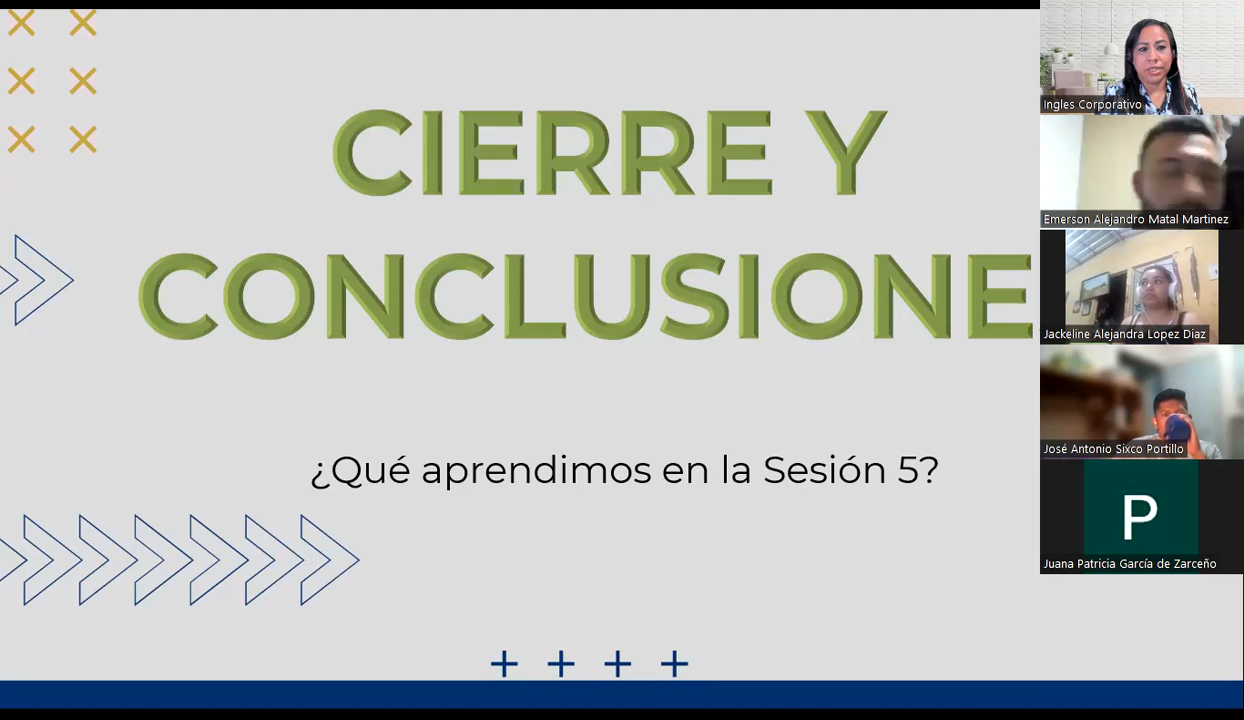 CIERRE Y
CONCLUSIONE
¿Qué aprendimos en la Sesión 5?
Ingles Corporativo
Emerson Alejandro Matal Martinez
Jackeline Alejandra Lopez Diaz
José Antonio Sixco Portillo
P
Juana Patricia García de Zarceño